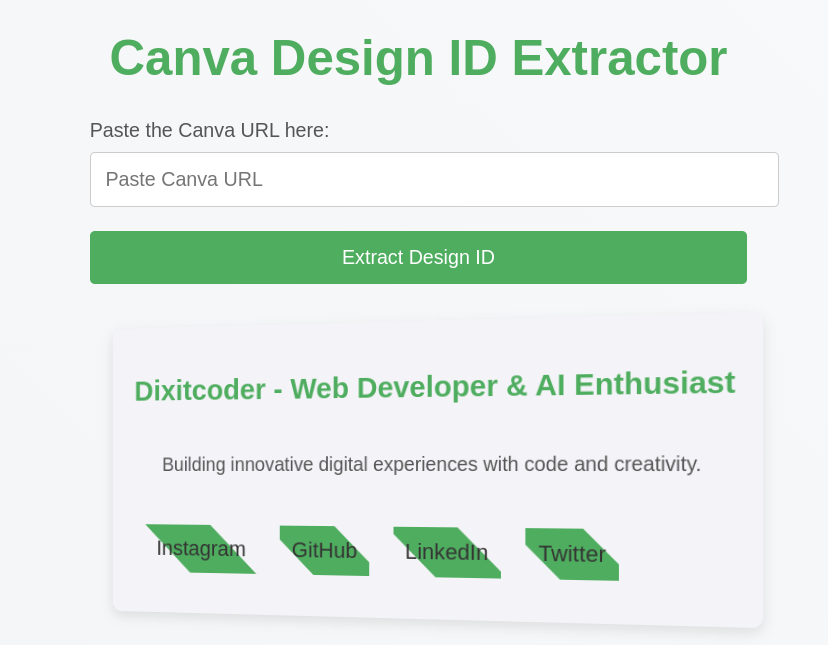 Canva Design ID Extractor
Paste the Canva URL here:
Paste Canva URL
Extract Design ID
Dixitcoder - Web Developer & AI Enthusiast
Building innovative digital experiences with code and creativity.
Instagram GitHub LinkedIn Twitter